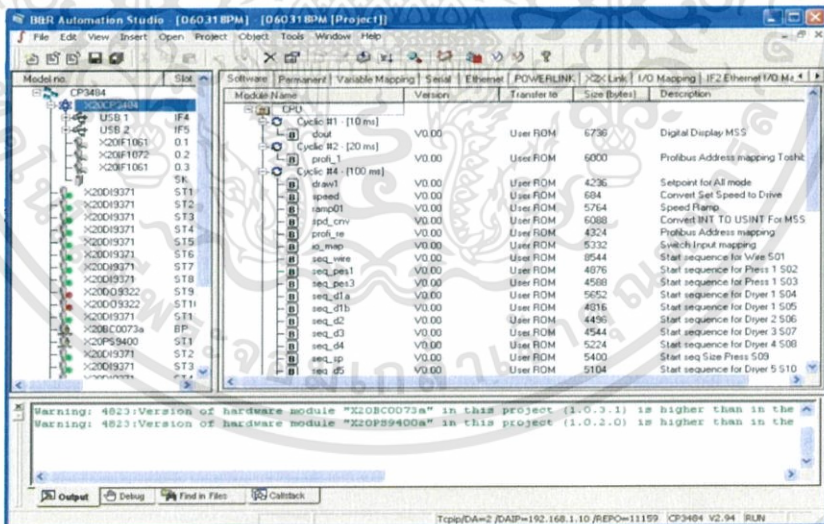 B&R Automation Studio - [060318PM] - [060318PM [Project]]
File Edit View Insert Open Project Object Tools Window Help
Model no. Slot
CP3484
X20CP3484
USB 1 IF4
USB 2 IF5
X20IF1061 0.1
X20IF1072 0.2
X20IF1061 0.3
SK
X20DI9371 ST1
X20DI9371 ST2
X20DI9371 ST3
X20DI9371 ST4
X20DI9371 ST5
X20DI9371 ST6
X20DI9371 ST7
X20DI9371 ST8
X20DO9322 ST9
X20DO9322 ST1
X20DI9371 ST1
X20BC0073a BP
X20PS9400 ST1
X20DI9371 ST2
X20DI9371 ST3
Software Permanent Variable Mapping Serial Ethernet POWERLINK X2X Link I/O Mapping IF2 Ethernet I/O Ma
Module Name Version Transfer to Size (bytes) Description
CPU
Cyclic #1 - [10 ms]
dout V0.00 User ROM 6736 Digital Display MSS
Cyclic #2 - [20 ms]
profi_1 V0.00 User ROM 6000 Profibus Address mapping Toshib
Cyclic #4 - [100 ms]
draw1 V0.00 User ROM 4236 Setpoint for All mode
speed V0.00 User ROM 684 Convert Set Speed to Drive
ramp01 V0.00 User ROM 5764 Speed Ramp
spd_cnv V0.00 User ROM 6088 Convert INT TO USINT For MSS
profi_re V0.00 User ROM 4324 Profibus Address mapping
io_map V0.00 User ROM 5332 Switch Input mapping
seq_wire V0.00 User ROM 8544 Start sequence for Wire S01
seq_pes1 V0.00 User ROM 4876 Start sequence for Press 1 S02
seq_pes3 V0.00 User ROM 4588 Start sequence for Press 1 S03
seq_d1a V0.00 User ROM 5652 Start sequence for Dryer 1 S04
seq_d1b V0.00 User ROM 4816 Start sequence for Dryer 1 S05
seq_d2 V0.00 User ROM 4496 Start sequence for Dryer 2 S06
seq_d3 V0.00 User ROM 4544 Start sequence for Dryer 3 S07
seq_d4 V0.00 User ROM 5224 Start sequence for Dryer 4 S08
seq_sp V0.00 User ROM 5400 Start seq Size Press S09
seq_d5 V0.00 User ROM 5104 Start sequence for Dryer 5 S10
Warning: 4823:Version of hardware module "X20BC0073a" in this project (1.0.3.1) is higher than in the
Warning: 4823:Version of hardware module "X20PS9400a" in this project (1.0.2.0) is higher than in the
Output Debug Find in Files Callstack
Tcpip/DA=2 /DAIP=192.168.1.10 /REPO=11159 CP3484 V2.94 RUN